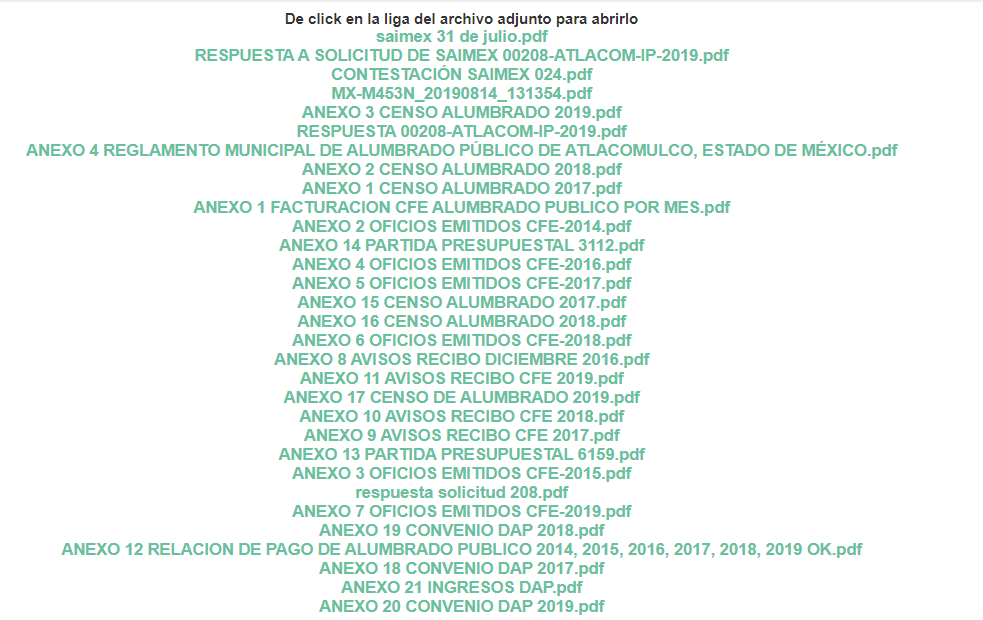 De click en la liga del archivo adjunto para abrirlo
saimex 31 de julio.pdf
RESPUESTA A SOLICITUD DE SAIMEX 00208-ATLACOM-IP-2019.pdf
CONTESTACIÓN SAIMEX 024.pdf
MX-M453N_20190814_131354.pdf
ANEXO 3 CENSO ALUMBRADO 2019.pdf
RESPUESTA 00208-ATLACOM-IP-2019.pdf
ANEXO 4 REGLAMENTO MUNICIPAL DE ALUMBRADO PÚBLICO DE ATLACOMULCO, ESTADO DE MÉXICO.pdf
ANEXO 2 CENSO ALUMBRADO 2018.pdf
ANEXO 1 CENSO ALUMBRADO 2017.pdf
ANEXO 1 FACTURACION CFE ALUMBRADO PUBLICO POR MES.pdf
ANEXO 2 OFICIOS EMITIDOS CFE-2014.pdf
ANEXO 14 PARTIDA PRESUPUESTAL 3112.pdf
ANEXO 4 OFICIOS EMITIDOS CFE-2016.pdf
ANEXO 5 OFICIOS EMITIDOS CFE-2017.pdf
ANEXO 15 CENSO ALUMBRADO 2017.pdf
ANEXO 16 CENSO ALUMBRADO 2018.pdf
ANEXO 6 OFICIOS EMITIDOS CFE-2018.pdf
ANEXO 8 AVISOS RECIBO DICIEMBRE 2016.pdf
ANEXO 11 AVISOS RECIBO CFE 2019.pdf
ANEXO 17 CENSO DE ALUMBRADO 2019.pdf
ANEXO 10 AVISOS RECIBO CFE 2018.pdf
ANEXO 9 AVISOS RECIBO CFE 2017.pdf
ANEXO 13 PARTIDA PRESUPUESTAL 6159.pdf
ANEXO 3 OFICIOS EMITIDOS CFE-2015.pdf
respuesta solicitud 208.pdf
ANEXO 7 OFICIOS EMITIDOS CFE-2019.pdf
ANEXO 19 CONVENIO DAP 2018.pdf
ANEXO 12 RELACION DE PAGO DE ALUMBRADO PUBLICO 2014, 2015, 2016, 2017, 2018, 2019 OK.pdf
ANEXO 18 CONVENIO DAP 2017.pdf
ANEXO 21 INGRESOS DAP.pdf
ANEXO 20 CONVENIO DAP 2019.pdf